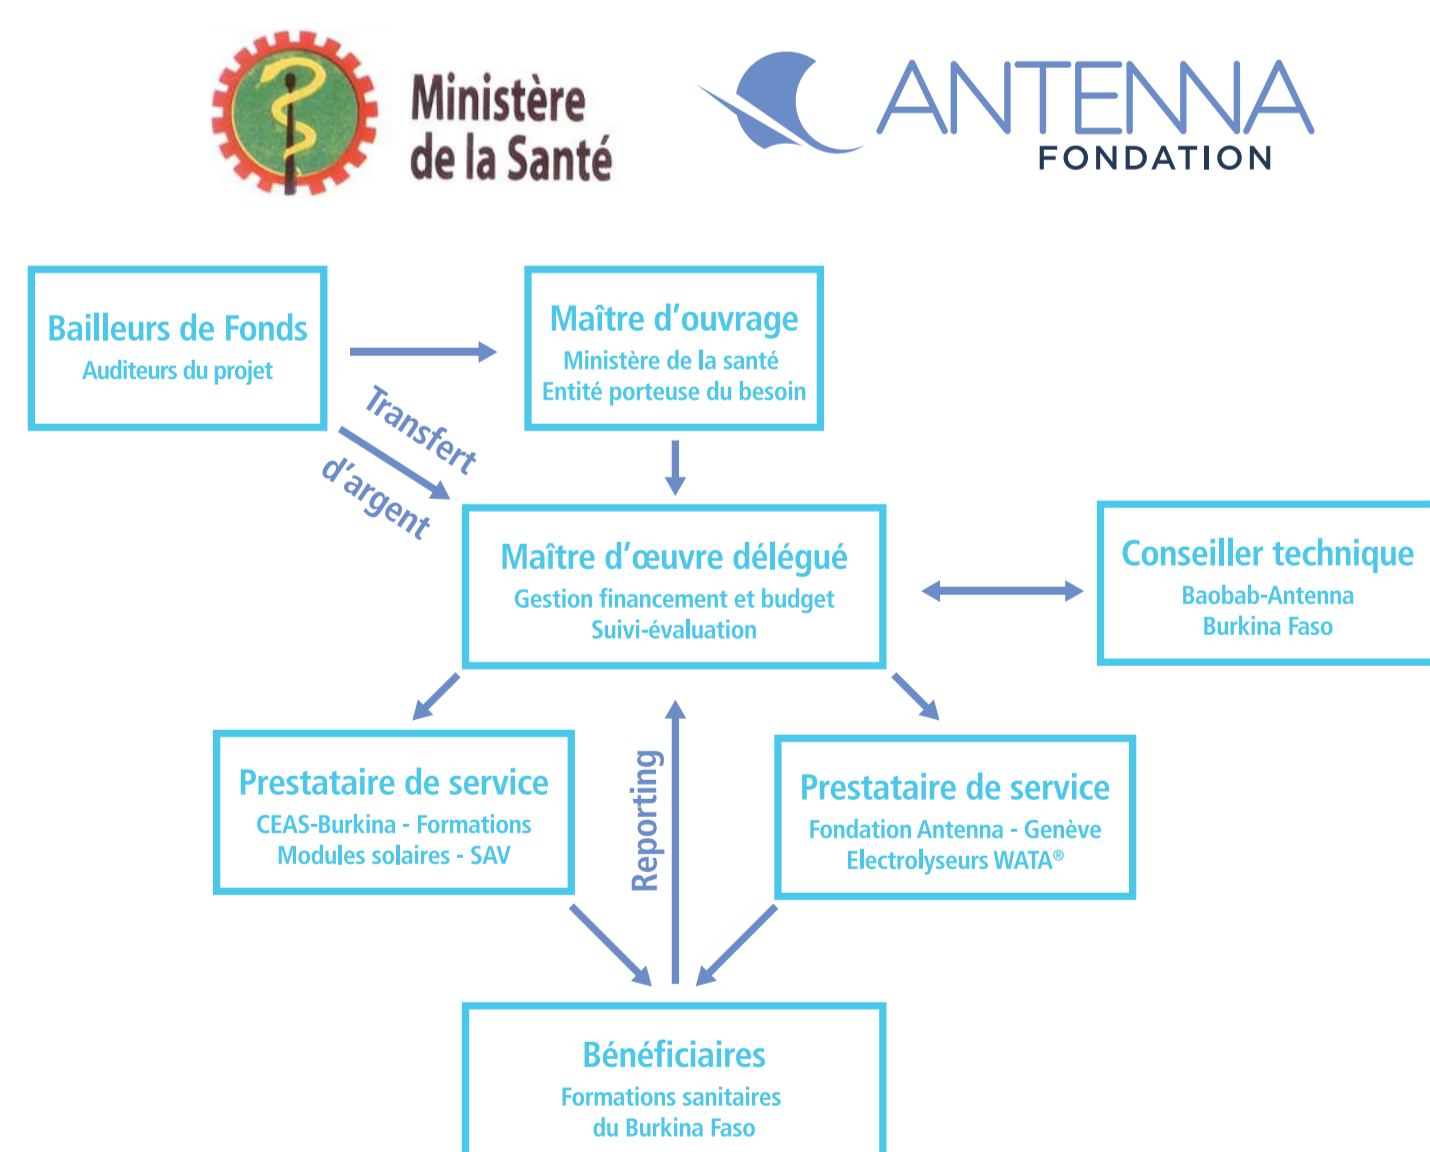 Ministère
de la Santé
ANTENNA
FONDATION
Bailleurs de Fonds
Auditeurs du projet
Maître d'ouvrage
Ministère de la santé
Entité porteuse du besoin
Transfert
d'argent
Maître d'œuvre délégué
Gestion financement et budget
Suivi-évaluation
Conseiller technique
Baobab-Antenna
Burkina Faso
Prestataire de service
CEAS-Burkina - Formations
Modules solaires - SAV
Reporting
Prestataire de service
Fondation Antenna - Genève
Electrolyseurs WATA®
Bénéficiaires
Formations sanitaires
du Burkina Faso